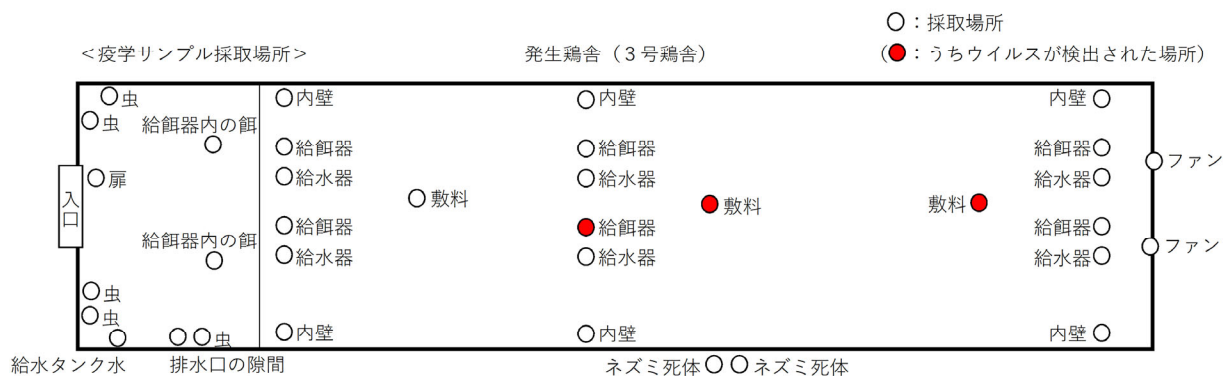 ○：採取場所
＜疫学リンプル採取場所＞
発生鶏舎（３号鶏舎）
（●：うちウイルスが検出された場所）
虫
内壁
内壁
内壁
虫
給餌器内の餌
給餌器
給餌器
給餌器
ファン
扉
給水器
給水器
給水器
入口
敷料
敷料
敷料
給餌器
給餌器
給餌器
給餌器内の餌
給水器
給水器
給水器
ファン
虫
虫
虫
内壁
内壁
内壁
給水タンク水
排水口の隙間
ネズミ死体
ネズミ死体